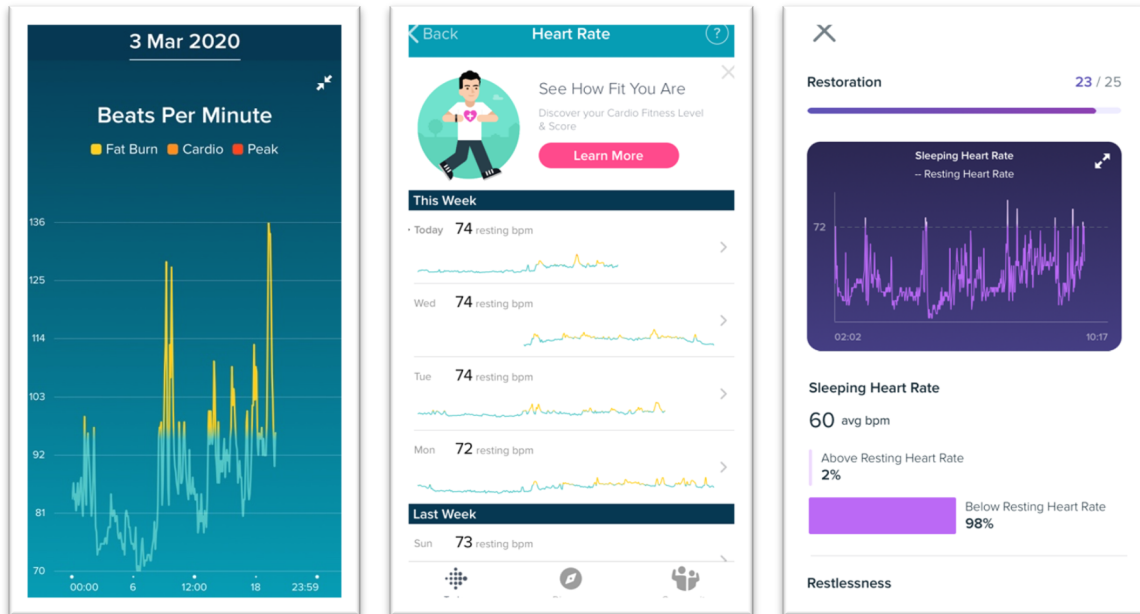 3 Mar 2020
Beats Per Minute
Fat Burn Cardio Peak
136
125
114
103
92
81
70
00:00 6 12:00 18 23:59
Back Heart Rate ?
See How Fit You Are
Discover your Cardio Fitness Level
& Score
Learn More
This Week
· Today 74 resting bpm
Wed 74 resting bpm
Tue 74 resting bpm
Mon 72 resting bpm
Last Week
Sun 73 resting bpm
Restoration 23 / 25
Sleeping Heart Rate
-- Resting Heart Rate
72
02:02 10:17
Sleeping Heart Rate
60 avg bpm
Above Resting Heart Rate
2%
Below Resting Heart Rate
98%
Restlessness